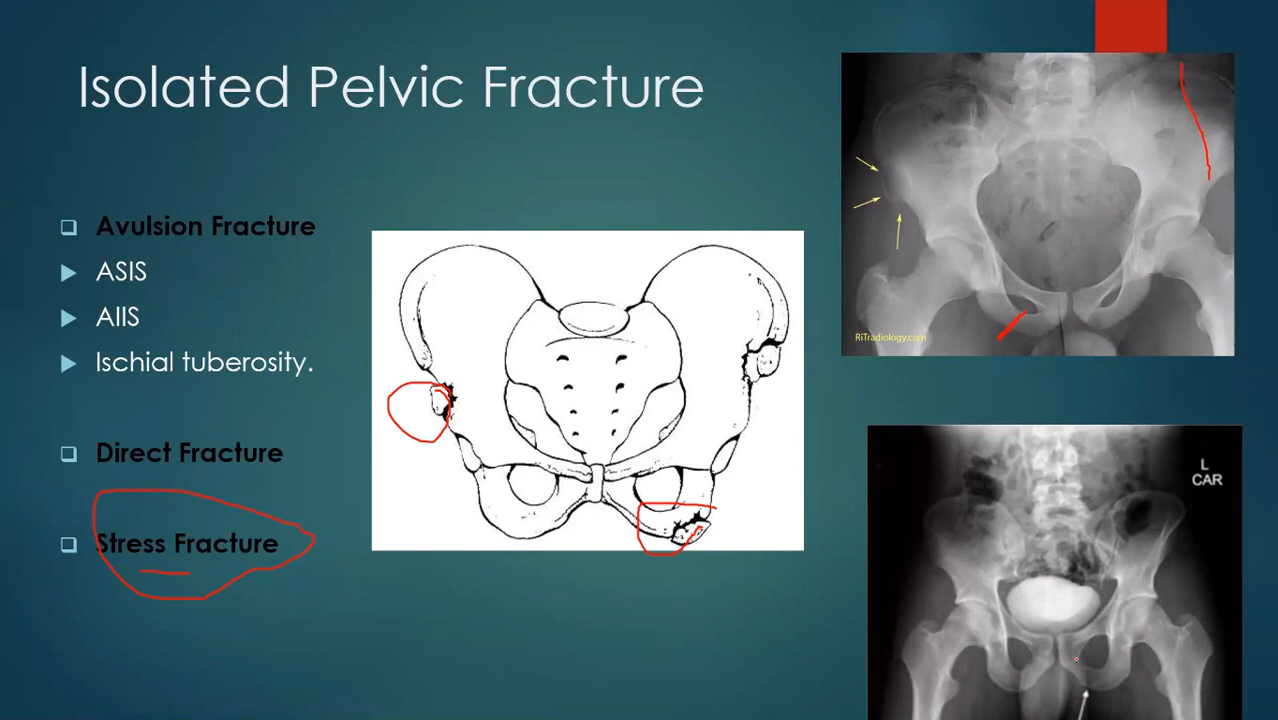 Isolated Pelvic Fracture
Avulsion Fracture
ASIS
AIIS
Ischial tuberosity.
Direct Fracture
Stress Fracture
RiTradiology.com
L
CAR